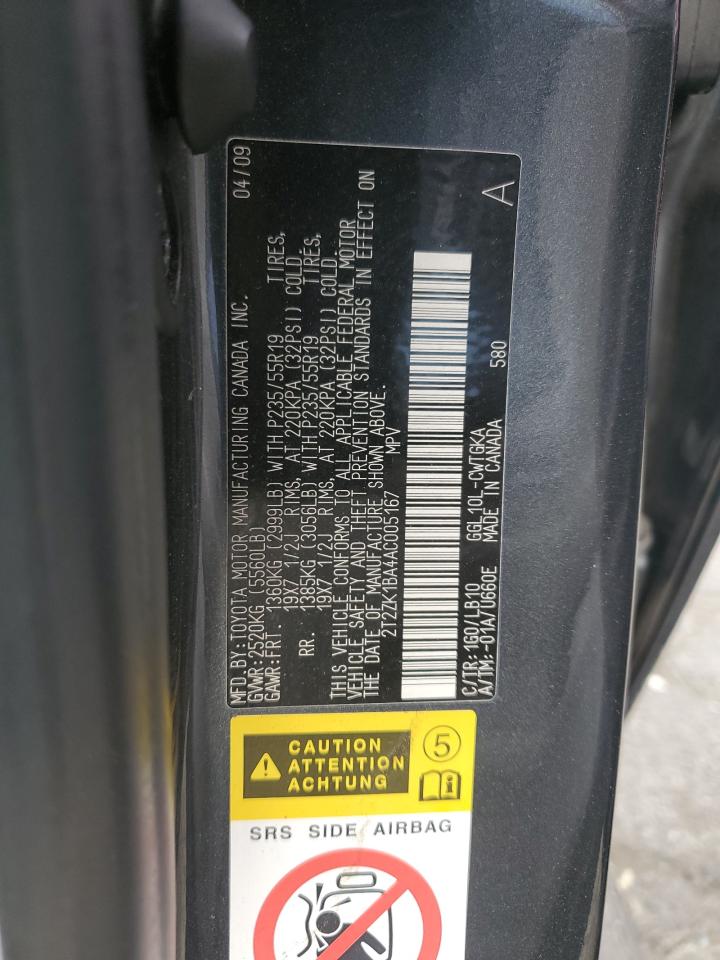 MFD. BY: TOYOTA MOTOR MANUFACTURING CANADA INC. 04/09
GVWR: 2520KG (5560LB)
GAWR: FRT 1360KG (2999LB) WITH P235/55R19 TIRES,
19X7 1/2J RIMS, AT 220KPA (32PSI) COLD.
RR. 1385KG (3056LB) WITH P235/55R19 TIRES,
19X7 1/2J RIMS, AT 220KPA (32PSI) COLD.
THIS VEHICLE CONFORMS TO ALL APPLICABLE FEDERAL MOTOR
VEHICLE SAFETY AND THEFT PREVENTION STANDARDS IN EFFECT ON
THE DATE OF MANUFACTURE SHOWN ABOVE.
2T2ZK1BA4AC005167 MPV
C/TR: 1G0/LB10 GGL10L-CWTGKA
A/TM: -01A/U660E MADE IN CANADA 580 A
CAUTION
ATTENTION
ACHTUNG
5
SRS SIDE AIRBAG